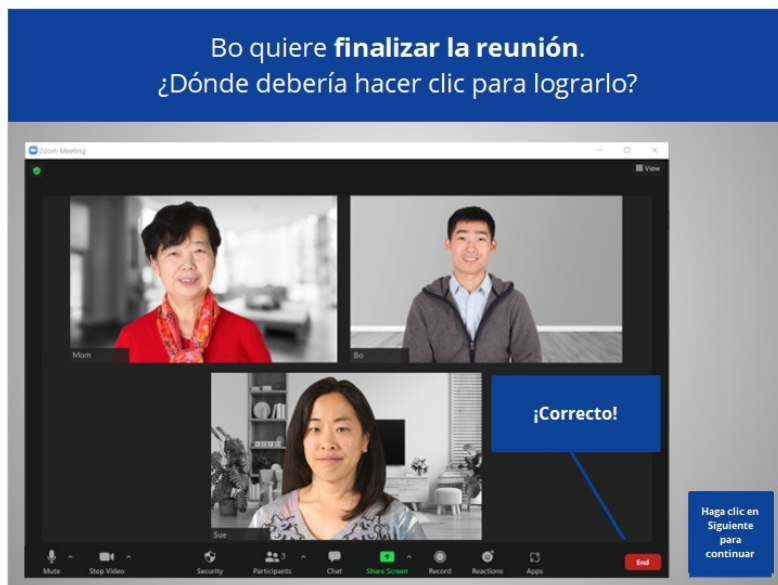 Bo quiere finalizar la reunión.
¿Dónde debería hacer clic para lograrlo?
Zoom Meeting
View
Mom
Bo
¡Correcto!
Sue
Haga clic en
Siguiente
para
continuar
Mute
Stop Video
Security
Participants
3
Chat
Share Screen
Record
Reactions
Apps
End